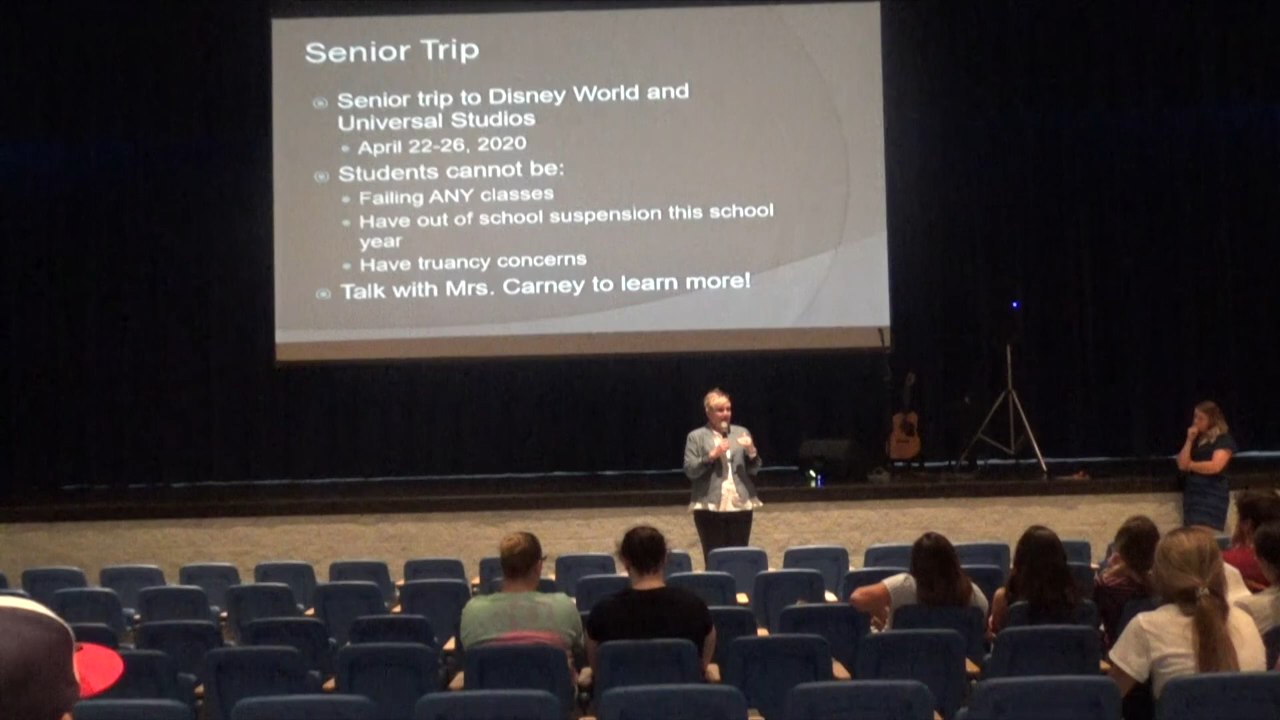 Senior Trip
Senior trip to Disney World and
Universal Studios
April 22-26, 2020
Students cannot be:
Failing ANY classes
Have out of school suspension this school
year
Have truancy concerns
Talk with Mrs. Carney to learn more!